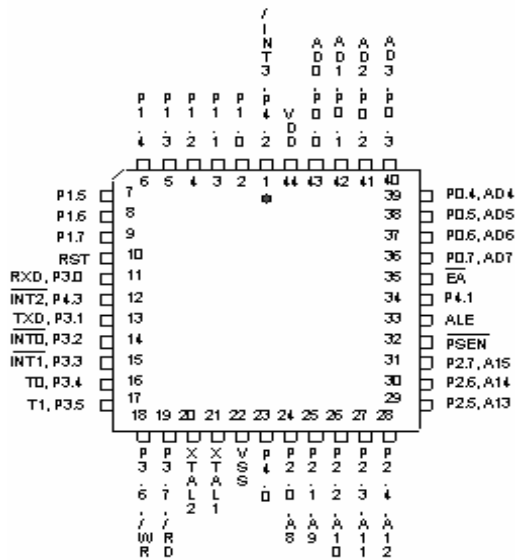 /INT3, P4.2
AD0, P0.0
AD1, P0.1
AD2, P0.2
AD3, P0.3
P1.4
P1.3
P1.2
P1.1
P1.0
VDD
6 5 4 3 2 1 44 43 42 41 40
P1.5 7
P1.6 8
P1.7 9
RST 10
RXD, P3.0 11
INT2, P4.3 12
TXD, P3.1 13
INT0, P3.2 14
INT1, P3.3 15
T0, P3.4 16
T1, P3.5 17
39 P0.4, AD4
38 P0.5, AD5
37 P0.6, AD6
36 P0.7, AD7
35 EA
34 P4.1
33 ALE
32 PSEN
31 P2.7, A15
30 P2.6, A14
29 P2.5, A13
18 19 20 21 22 23 24 25 26 27 28
P3.6, /WR
P3.7, /RD
XTAL2
XTAL1
VSS
P4.0
P2.0, A8
P2.1, A9
P2.2, A10
P2.3, A11
P2.4, A12